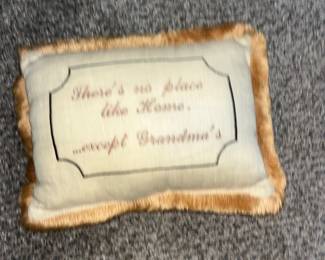 There's no place
like Home.
...except Grandma's